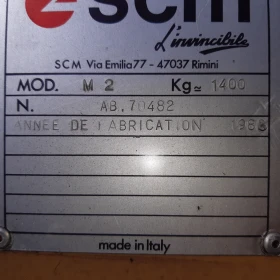 scm
L'invincibile
SCM Via Emilia 77 - 47037 Rimini
MOD. M 2 Kg≃ 1400
N. AB.70482
ANNEE DE FABRICATION 1988
made in Italy